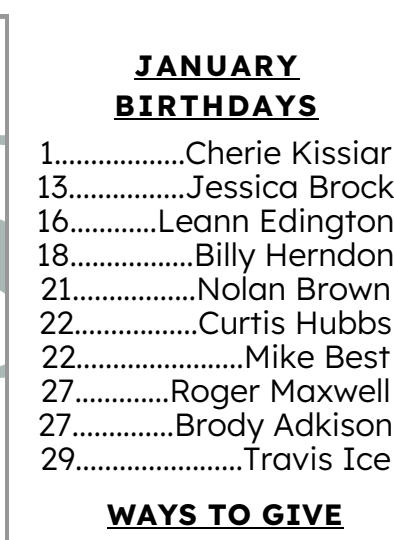 JANUARY
BIRTHDAYS
1..................Cherie Kissiar
13................Jessica Brock
16............Leann Edington
18.................Billy Herndon
21.................Nolan Brown
22.................Curtis Hubbs
22.......................Mike Best
27.............Roger Maxwell
27..............Brody Adkison
29.......................Travis Ice
WAYS TO GIVE